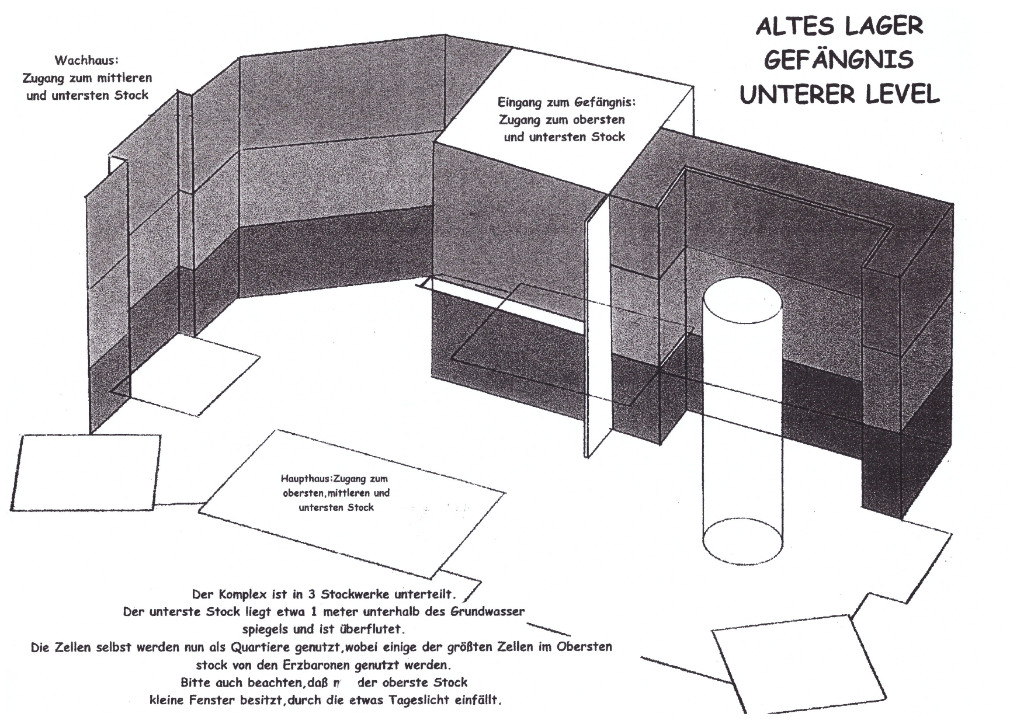 ALTES LAGER
GEFÄNGNIS
UNTERER LEVEL
Wachhaus:
Zugang zum mittleren
und untersten Stock
Eingang zum Gefängnis:
Zugang zum obersten
und untersten Stock
Haupthaus:Zugang zum
obersten,mittleren und
untersten Stock
Der Komplex ist in 3 Stockwerke unterteilt.
Der unterste Stock liegt etwa 1 meter unterhalb des Grundwasser
spiegels und ist überflutet.
Die Zellen selbst werden nun als Quartiere genutzt,wobei einige der größten Zellen im Obersten
stock von den Erzbaronen genutzt werden.
Bitte auch beachten,daß der oberste Stock
kleine Fenster besitzt,durch die etwas Tageslicht einfällt.